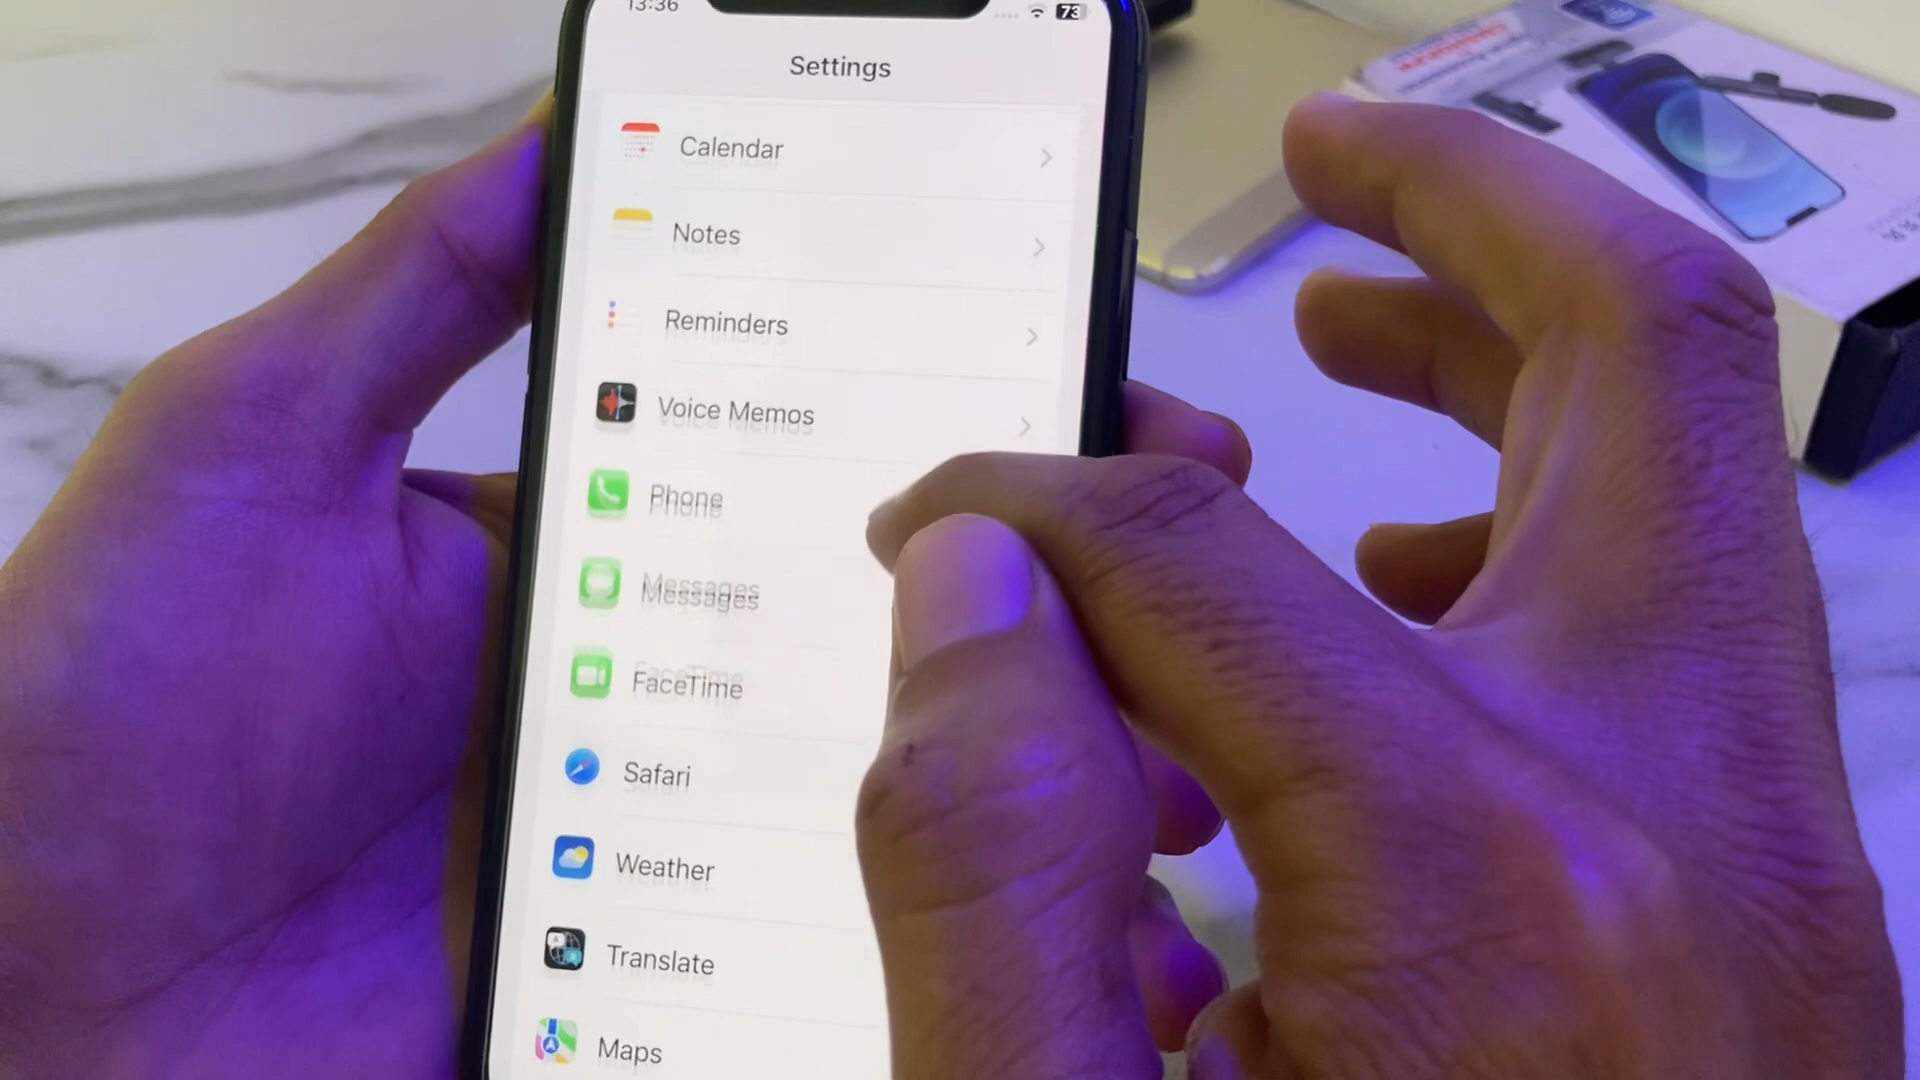 13:36
73
Settings
Calendar
Notes
Reminders
Voice Memos
Phone
Messages
FaceTime
Safari
Weather
Translate
Maps